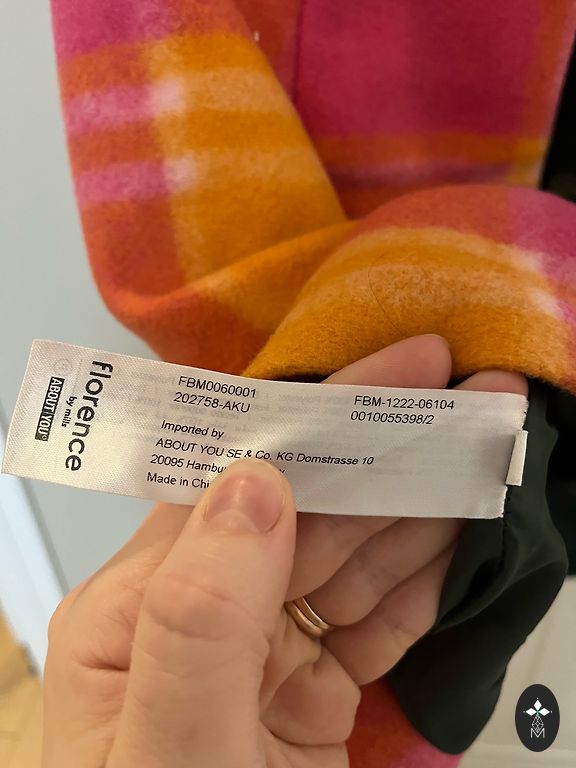 florence
by mills
ABOUT YOU
FBM0060001
202758-AKU
FBM-1222-06104
0010055398/2
Imported by
ABOUT YOU SE & Co. KG Domstrasse 10
20095
Made in